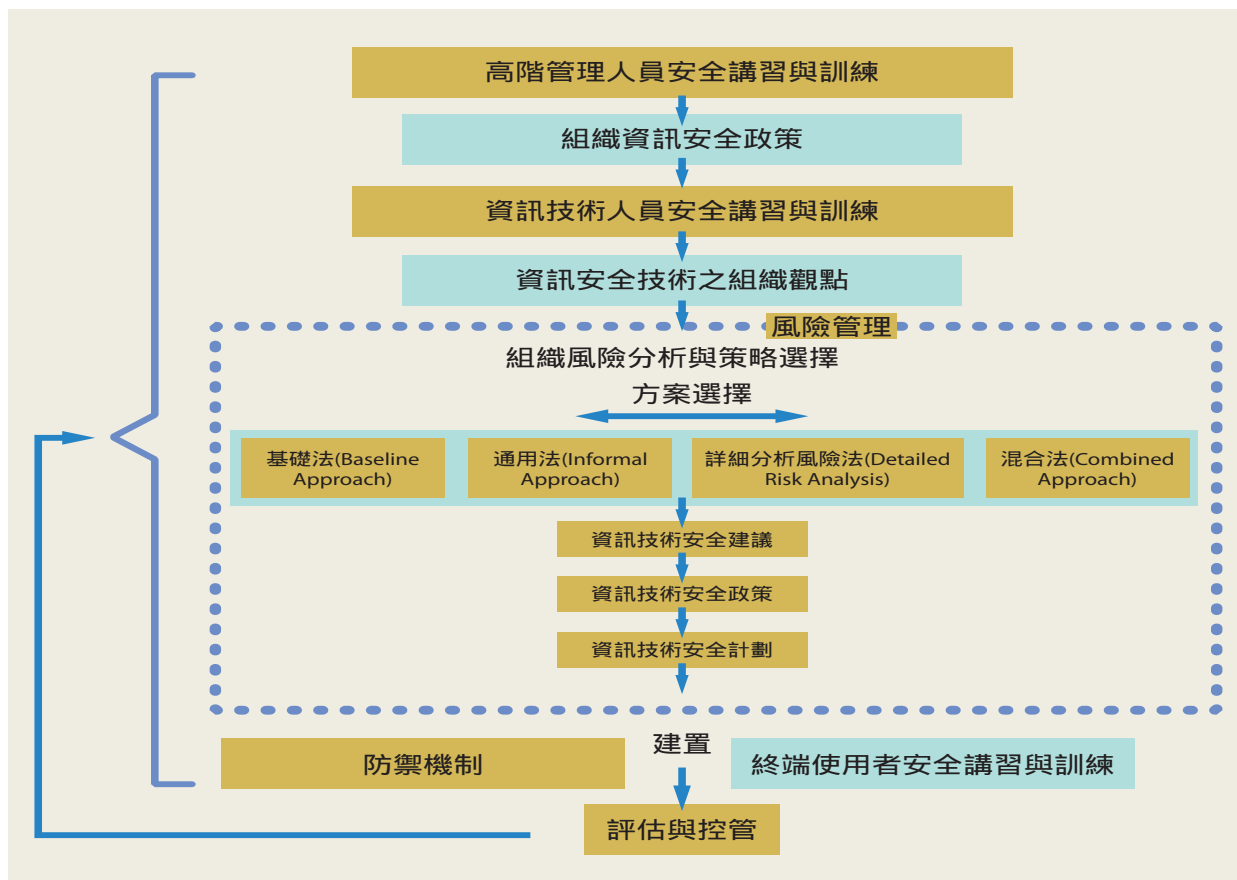 高階管理人員安全講習與訓練
組織資訊安全政策
資訊技術人員安全講習與訓練
資訊安全技術之組織觀點
風險管理
組織風險分析與策略選擇
方案選擇
基礎法(Baseline
Approach)
通用法(Informal
Approach)
詳細分析風險法(Detailed
Risk Analysis)
混合法(Combined
Approach)
資訊技術安全建議
資訊技術安全政策
資訊技術安全計劃
建置
防禦機制
終端使用者安全講習與訓練
評估與控管